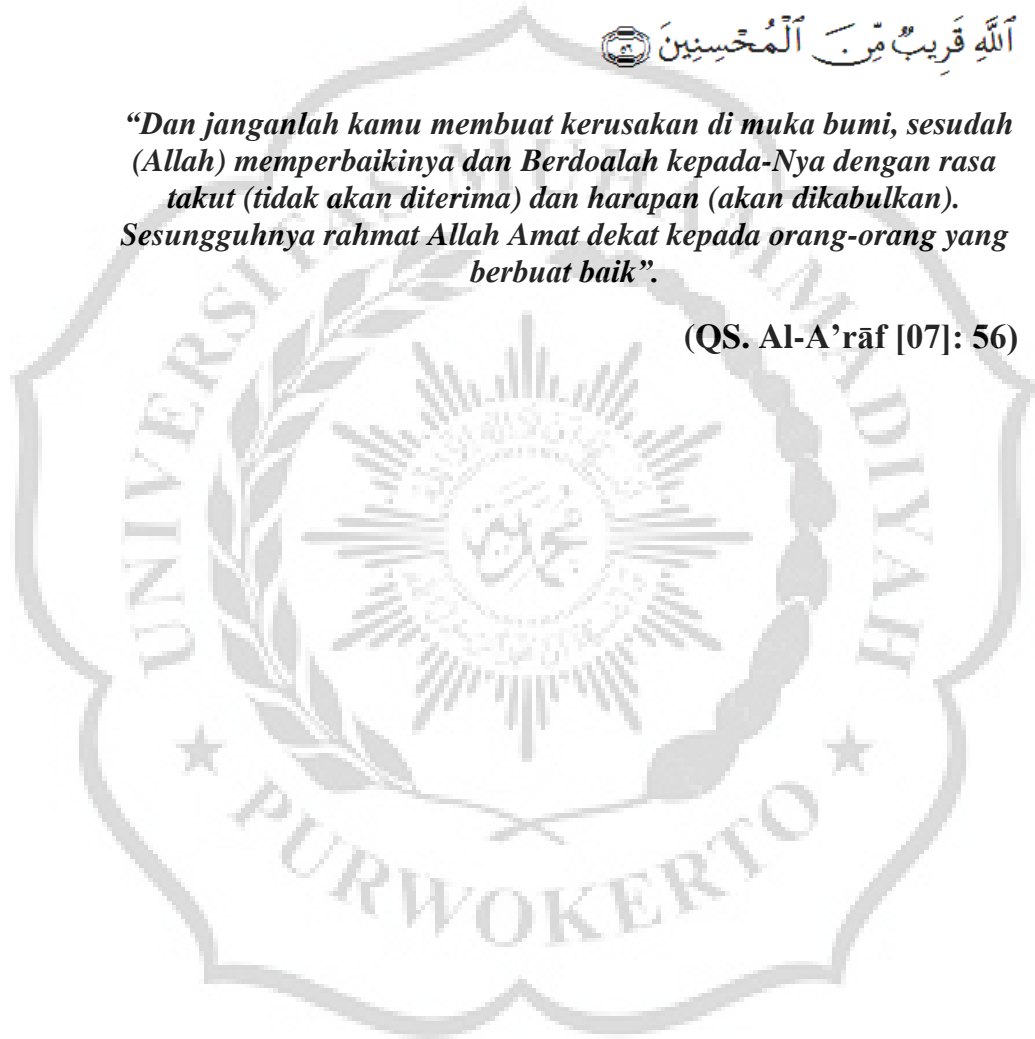 ٱللَّهِ قَرِيبٌ مِّنَ ٱلْمُحْسِنِينَ ۝٥٦
“Dan janganlah kamu membuat kerusakan di muka bumi, sesudah
(Allah) memperbaikinya dan Berdoalah kepada-Nya dengan rasa
takut (tidak akan diterima) dan harapan (akan dikabulkan).
Sesungguhnya rahmat Allah Amat dekat kepada orang-orang yang
berbuat baik”.
(QS. Al-A’rāf [07]: 56)
UNIVERSITAS MUHAMMADIYAH
PURWOKERTO